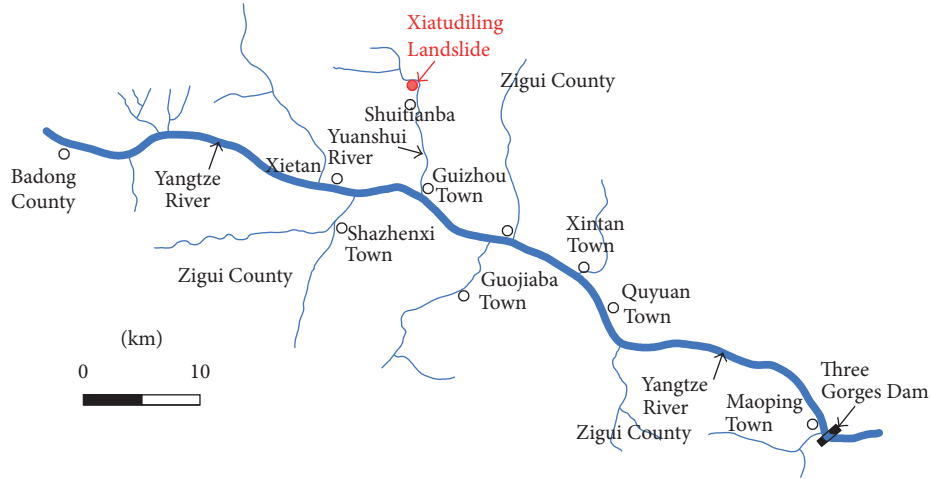 Xiatudiling
Landslide
Zigui County
Shuitianba
Yuanshui
River
Xietan
Guizhou
Town
Badong
County
Yangtze
River
Shazhenxi
Town
Xintan
Town
Zigui County
Guojiaba
Town
Quyuan
Town
(km)
0 10
Yangtze
River
Maoping
Town
Three
Gorges Dam
Zigui County